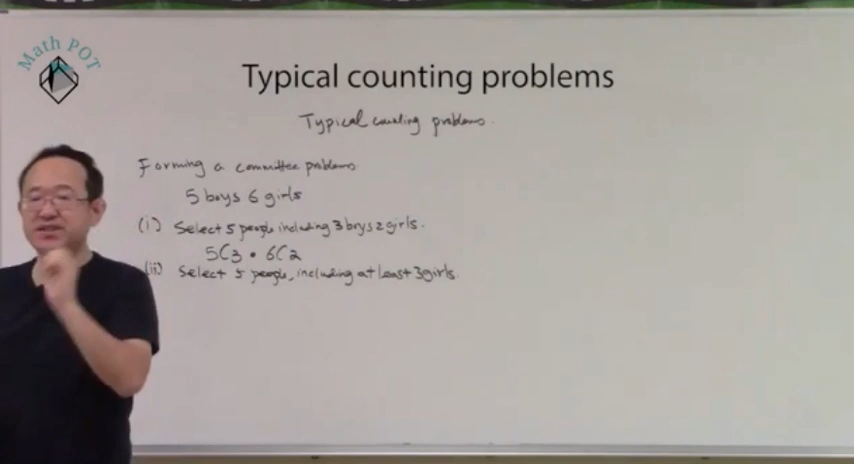 Math POT
Typical counting problems
Typical counting problems.
Forming a committee problems.
5 boys 6 girls
(i) Select 5 people including 3 boys 2 girls.
5C3 • 6C2
(ii) Select 5 people, including at least 3 girls.